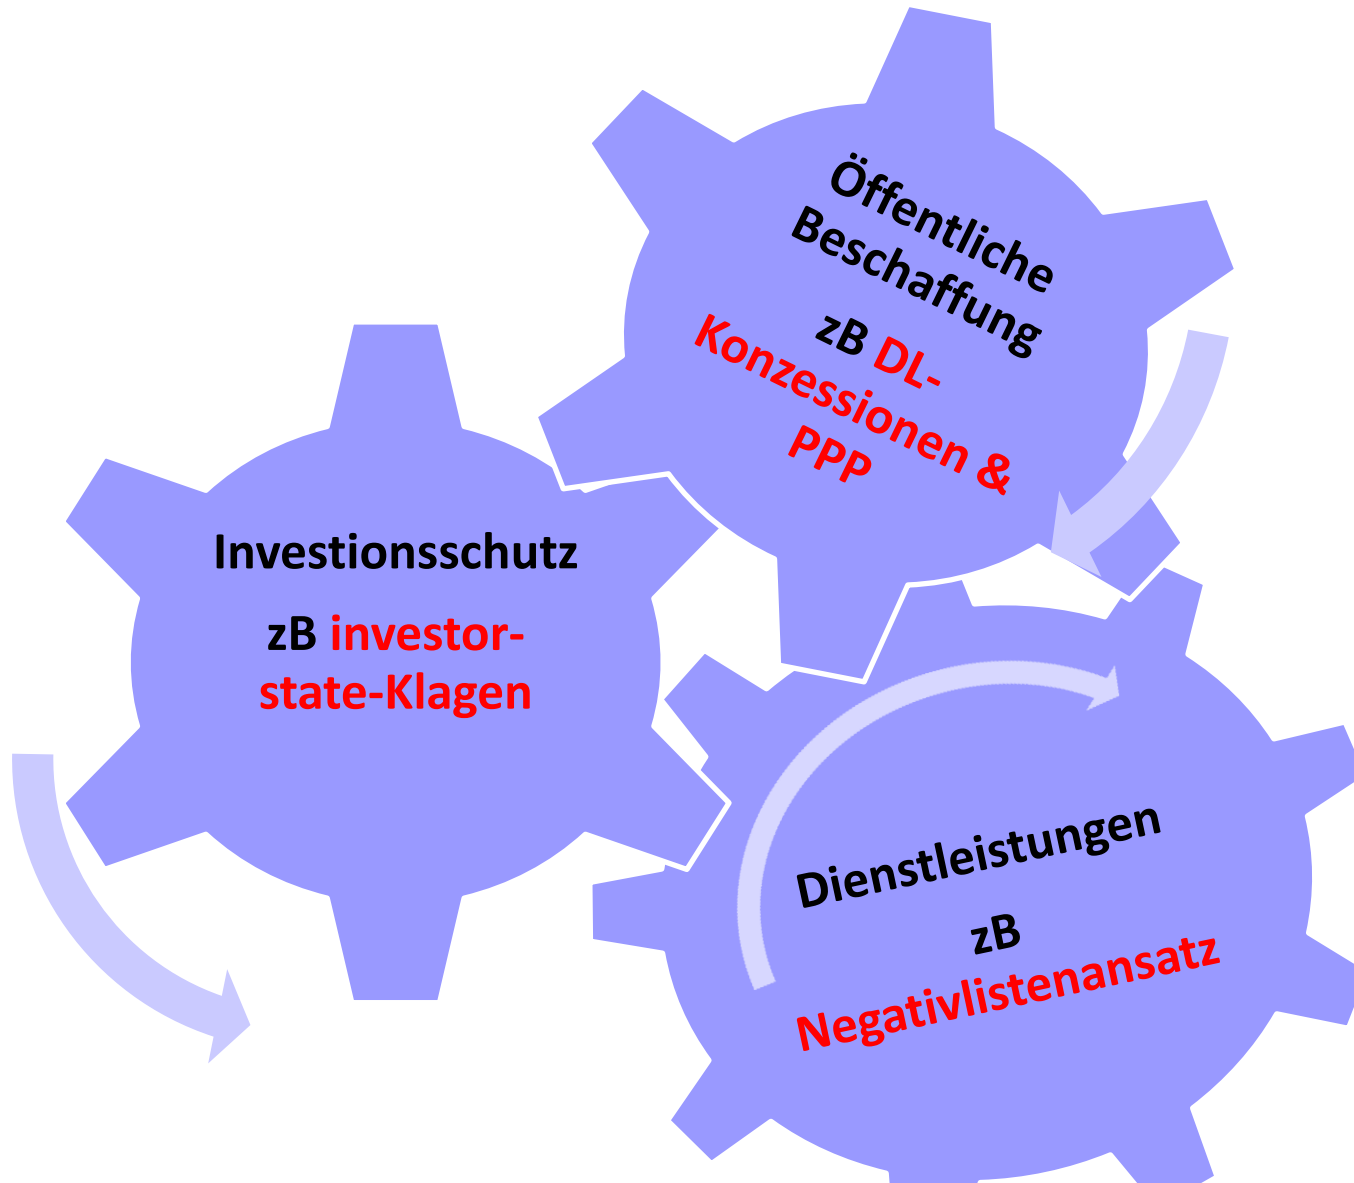 Öffentliche
Beschaffung
zB DL-
Konzessionen &
PPP
Investionsschutz
zB investor-
state-Klagen
Dienstleistungen
zB
Negativlistenansatz